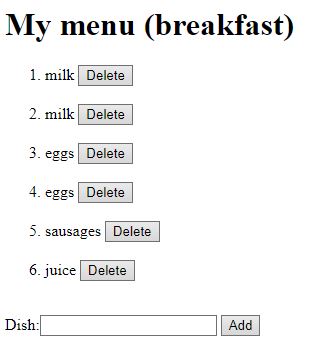 My menu (breakfast)
1. milk Delete
2. milk Delete
3. eggs Delete
4. eggs Delete
5. sausages Delete
6. juice Delete
Dish: Add